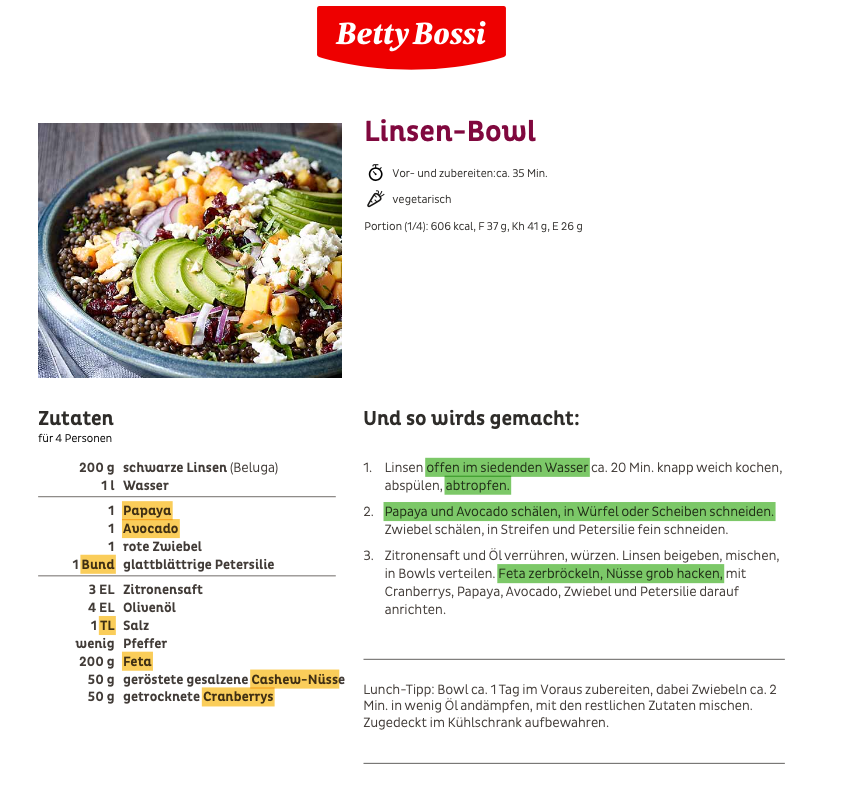 Betty Bossi
Linsen-Bowl
Vor- und zubereiten:ca. 35 Min.
vegetarisch
Portion (1/4): 606 kcal, F 37 g, Kh 41 g, E 26 g
Zutaten
für 4 Personen
200 g schwarze Linsen (Beluga)
1 l Wasser
1 Papaya
1 Avocado
1 rote Zwiebel
1 Bund glattblättrige Petersilie
3 EL Zitronensaft
4 EL Olivenöl
1 TL Salz
wenig Pfeffer
200 g Feta
50 g geröstete gesalzene Cashew-Nüsse
50 g getrocknete Cranberrys
Und so wirds gemacht:
1. Linsen offen im siedenden Wasser ca. 20 Min. knapp weich kochen,
abspülen, abtropfen.
2. Papaya und Avocado schälen, in Würfel oder Scheiben schneiden.
Zwiebel schälen, in Streifen und Petersilie fein schneiden.
3. Zitronensaft und Öl verrühren, würzen. Linsen beigeben, mischen,
in Bowls verteilen. Feta zerbröckeln, Nüsse grob hacken, mit
Cranberrys, Papaya, Avocado, Zwiebel und Petersilie darauf
anrichten.
Lunch-Tipp: Bowl ca. 1 Tag im Voraus zubereiten, dabei Zwiebeln ca. 2
Min. in wenig Öl andämpfen, mit den restlichen Zutaten mischen.
Zugedeckt im Kühlschrank aufbewahren.